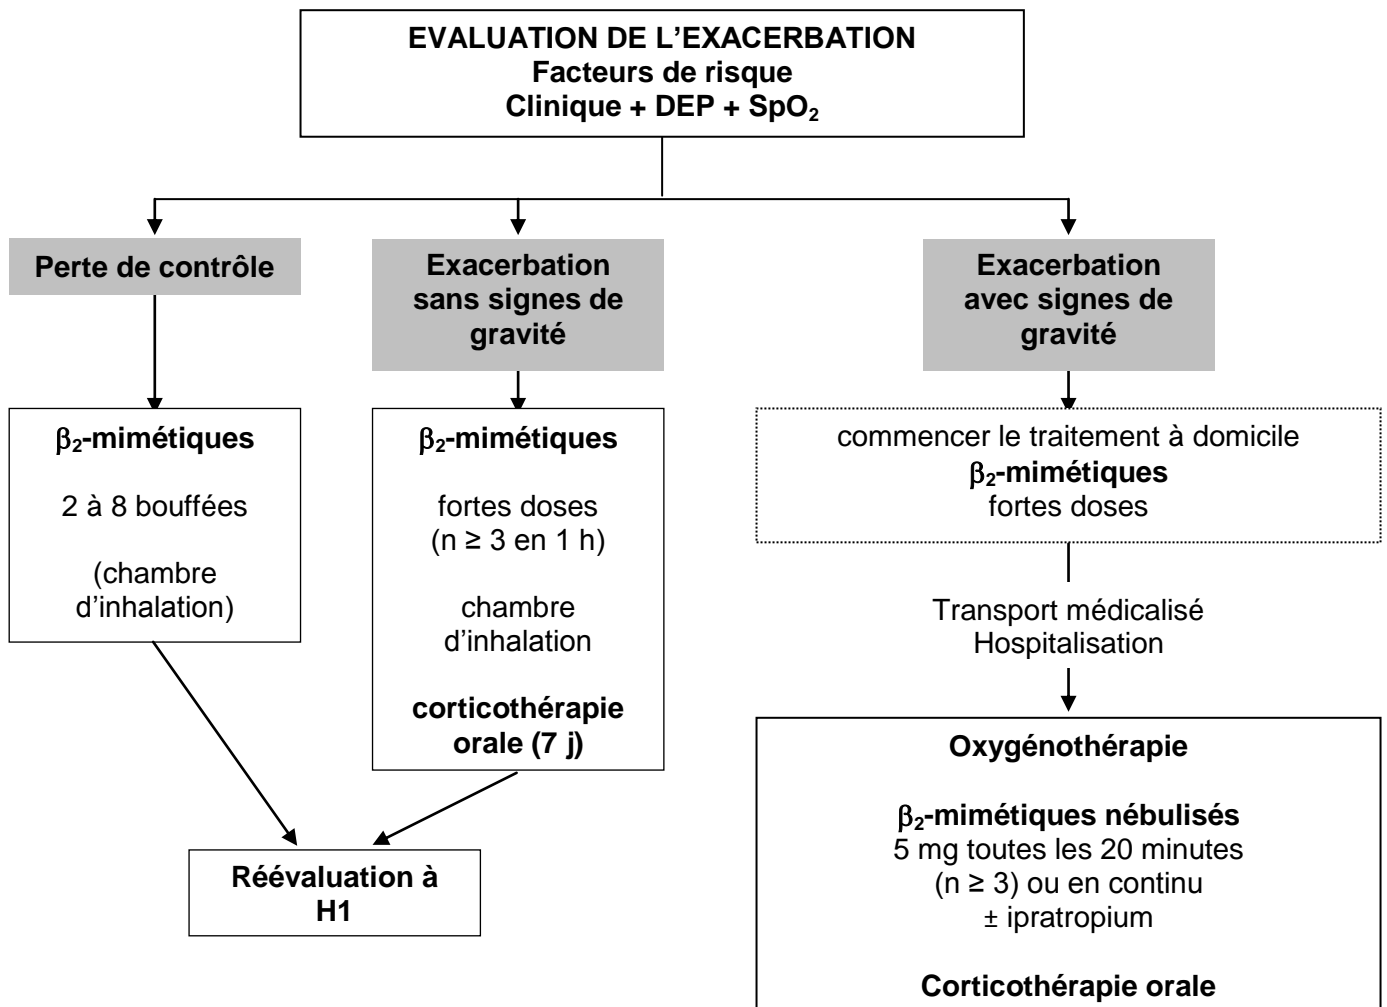 EVALUATION DE L'EXACERBATION
Facteurs de risque
Clinique + DEP + SpO₂
Perte de contrôle
β₂-mimétiques
2 à 8 bouffées
(chambre
d'inhalation)
Exacerbation
sans signes de
gravité
β₂-mimétiques
fortes doses
(n ≥ 3 en 1 h)
chambre
d'inhalation
corticothérapie
orale (7 j)
Réévaluation à
H1
Exacerbation
avec signes de
gravité
commencer le traitement à domicile
β₂-mimétiques
fortes doses
Transport médicalisé
Hospitalisation
Oxygénothérapie
β₂-mimétiques nébulisés
5 mg toutes les 20 minutes
(n ≥ 3) ou en continu
± ipratropium
Corticothérapie orale